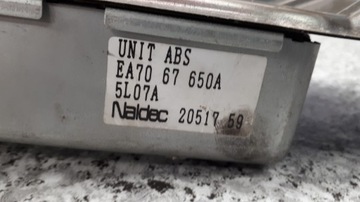 UNIT ABS
EA70 67 650A
5L07A
Naldec 20517 59